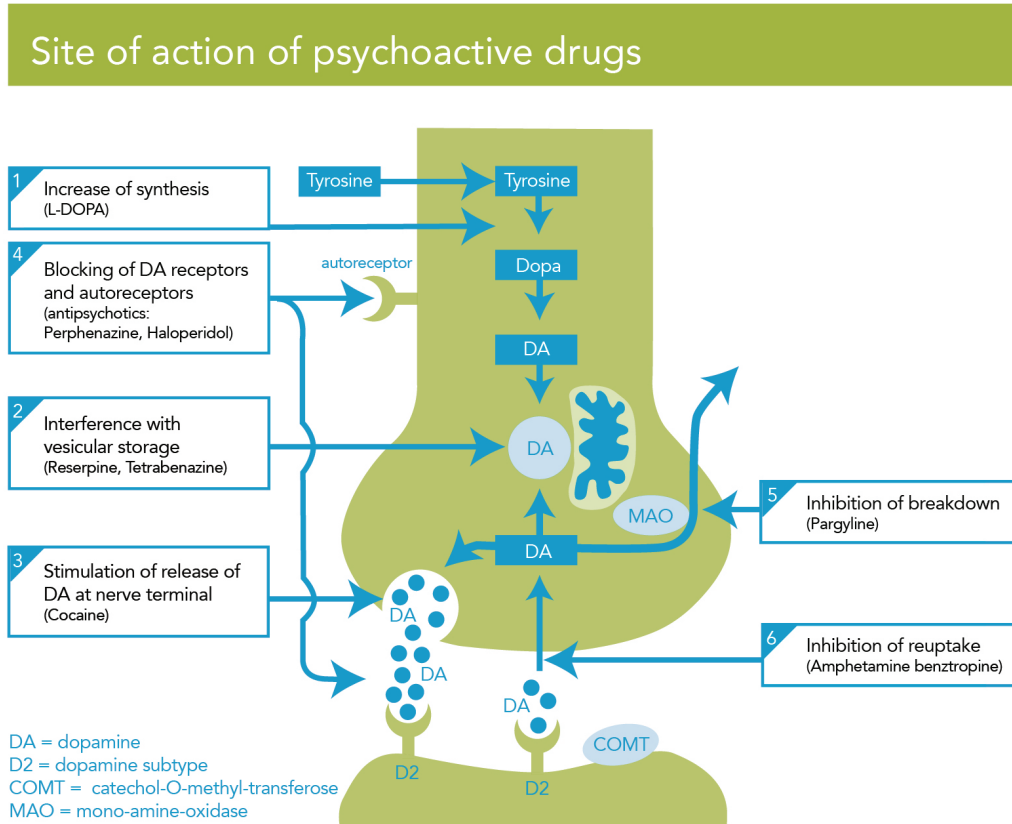 Site of action of psychoactive drugs
1
Increase of synthesis
(L-DOPA)
4
Blocking of DA receptors
and autoreceptors
(antipsychotics:
Perphenazine, Haloperidol)
2
Interference with
vesicular storage
(Reserpine, Tetrabenazine)
3
Stimulation of release of
DA at nerve terminal
(Cocaine)
Tyrosine
Tyrosine
autoreceptor
Dopa
DA
DA
MAO
DA
5
Inhibition of breakdown
(Pargyline)
6
Inhibition of reuptake
(Amphetamine benztropine)
DA
DA
DA
COMT
D2
D2
DA = dopamine
D2 = dopamine subtype
COMT = catechol-O-methyl-transferose
MAO = mono-amine-oxidase